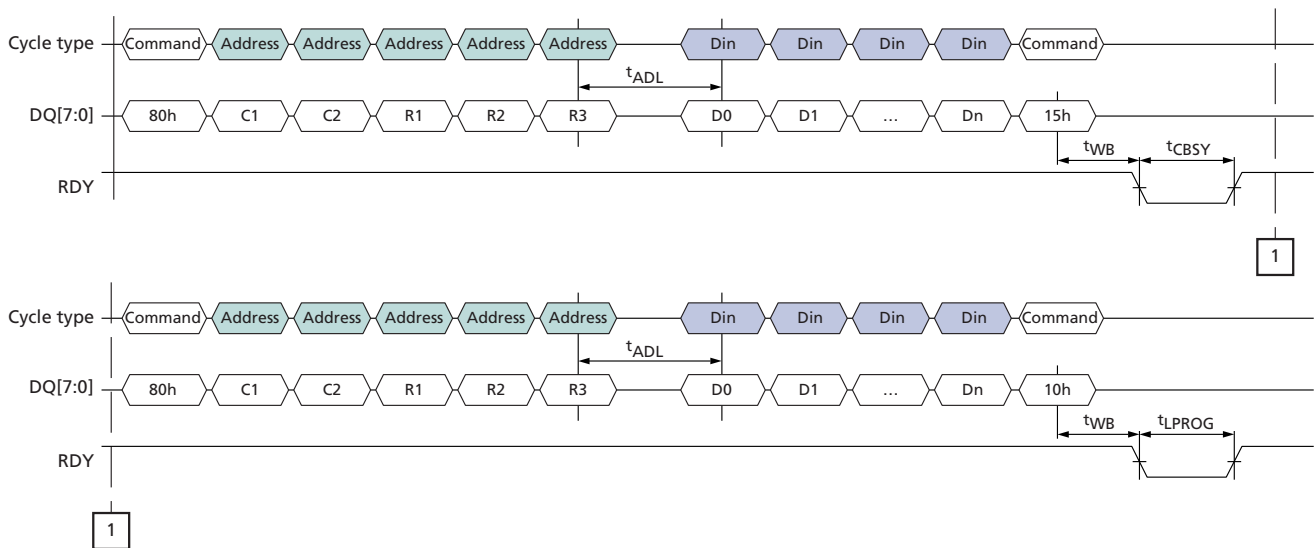 Cycle type Command Address Address Address Address Address Din Din Din Din Command
tADL
DQ[7:0] 80h C1 C2 R1 R2 R3 D0 D1 … Dn 15h
tWB tCBSY
RDY
1
Cycle type Command Address Address Address Address Address Din Din Din Din Command
tADL
DQ[7:0] 80h C1 C2 R1 R2 R3 D0 D1 … Dn 10h
tWB tLPROG
RDY
1